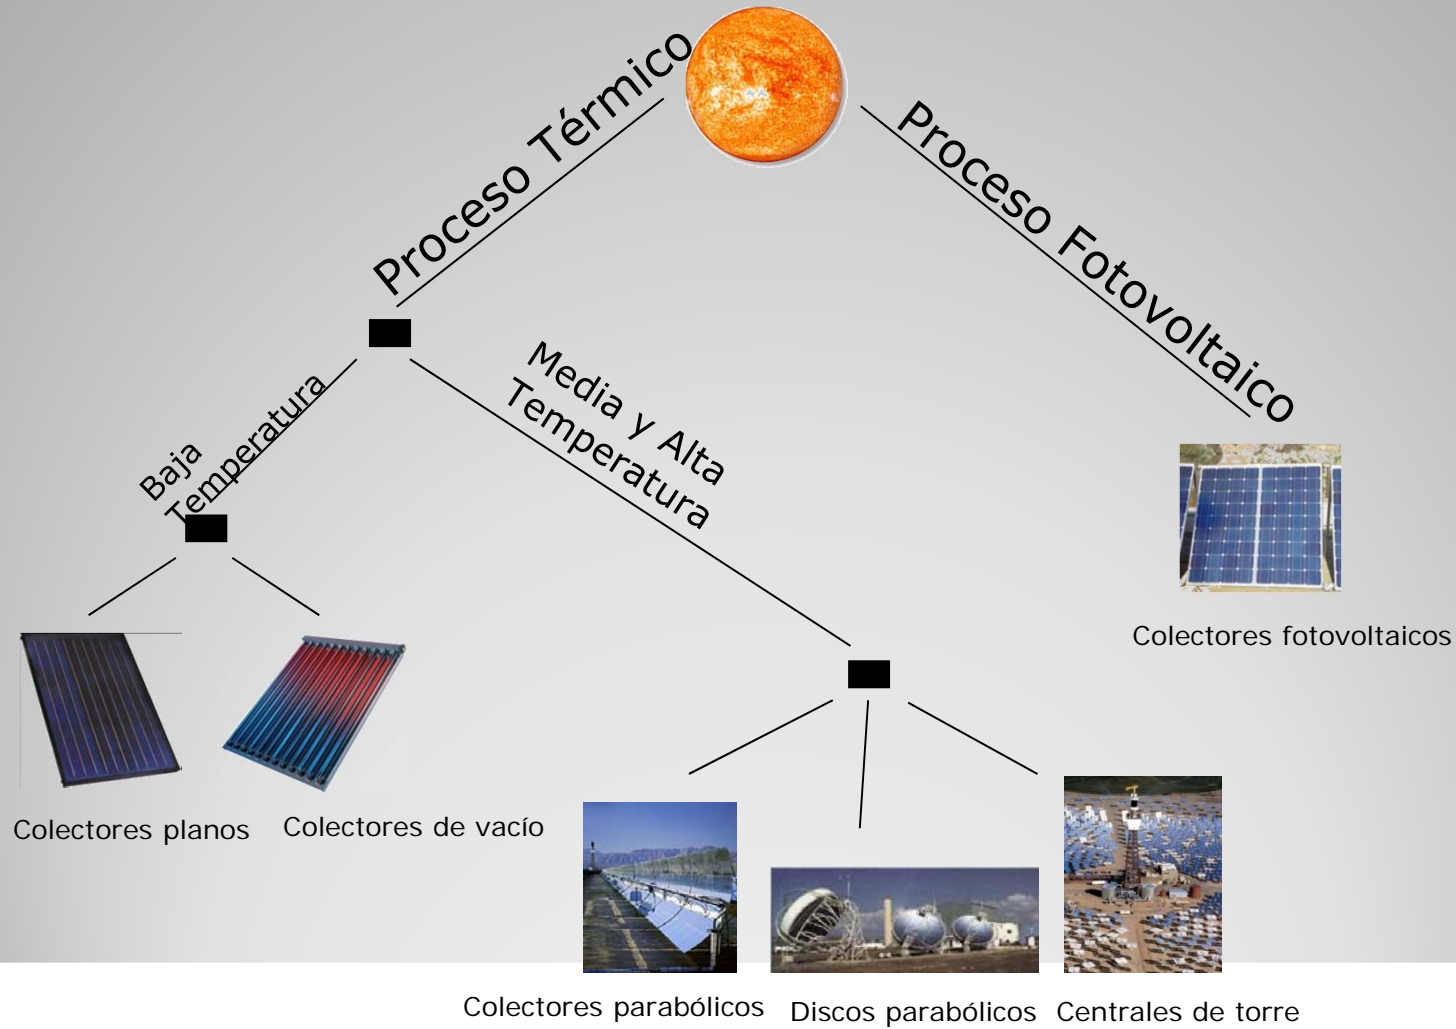 Proceso Térmico
Proceso Fotovoltaico
Baja
Temperatura
Media y Alta
Temperatura
Colectores fotovoltaicos
Colectores planos
Colectores de vacío
Colectores parabólicos
Discos parabólicos
Centrales de torre